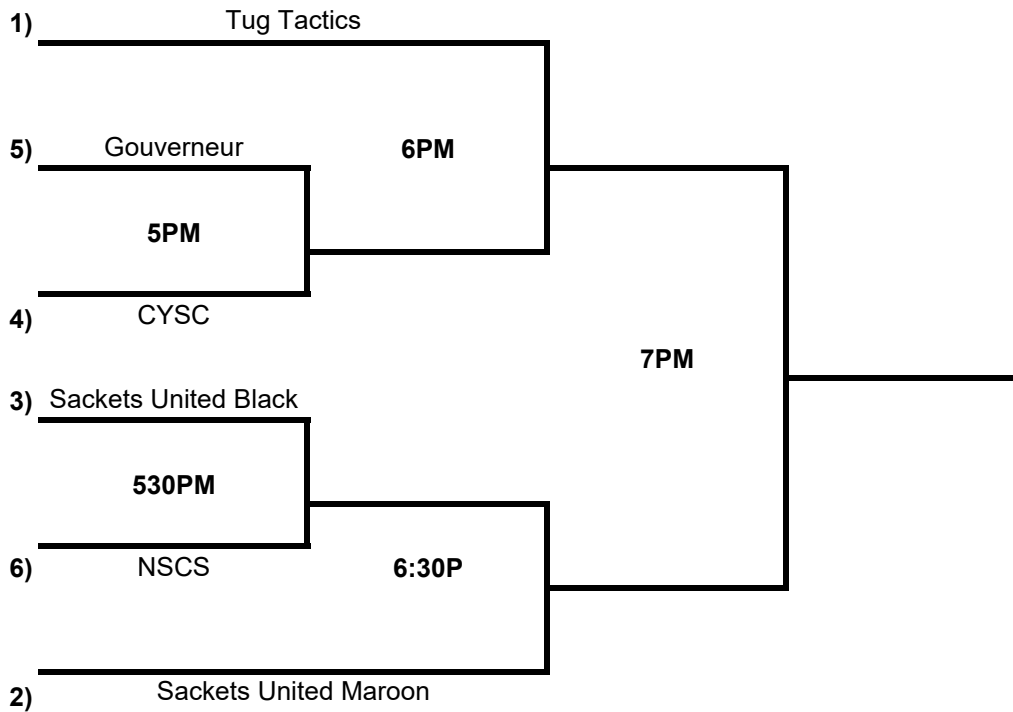 1) Tug Tactics
5) Gouverneur
6PM
5PM
4) CYSC
7PM
3) Sackets United Black
530PM
6) NSCS
6:30P
2) Sackets United Maroon